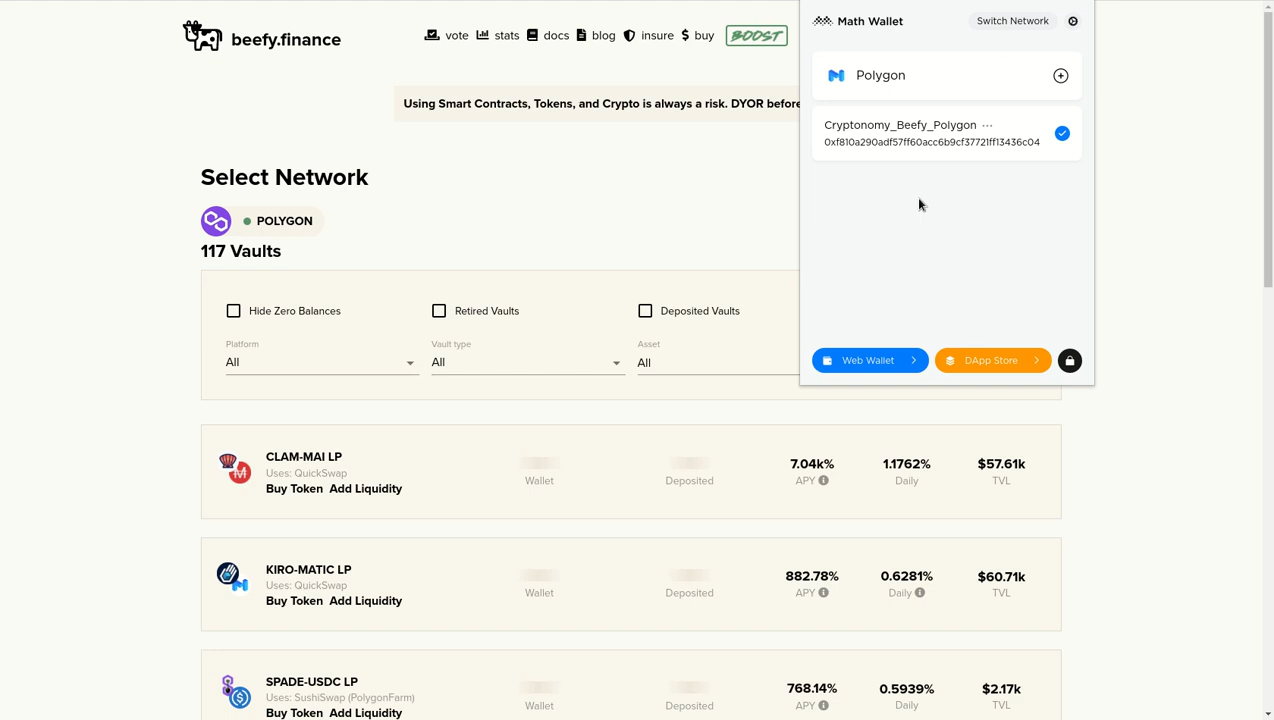 beefy.finance
vote stats docs blog insure buy BOOST
Using Smart Contracts, Tokens, and Crypto is always a risk. DYOR before
Math Wallet
Switch Network
Polygon
Cryptonomy_Beefy_Polygon ...
0xf810a290adf57ff60acc6b9cf37721ff13436c04
Web Wallet
DApp Store
Select Network
POLYGON
117 Vaults
Hide Zero Balances
Retired Vaults
Deposited Vaults
Platform
All
Vault type
All
Asset
All
CLAM-MAI LP
Uses: QuickSwap
Buy Token Add Liquidity
Wallet
Deposited
7.04k%
APY
1.1762%
Daily
$57.61k
TVL
KIRO-MATIC LP
Uses: QuickSwap
Buy Token Add Liquidity
Wallet
Deposited
882.78%
APY
0.6281%
Daily
$60.71k
TVL
SPADE-USDC LP
Uses: SushiSwap (PolygonFarm)
Buy Token Add Liquidity
Wallet
Deposited
768.14%
APY
0.5939%
Daily
$2.17k
TVL